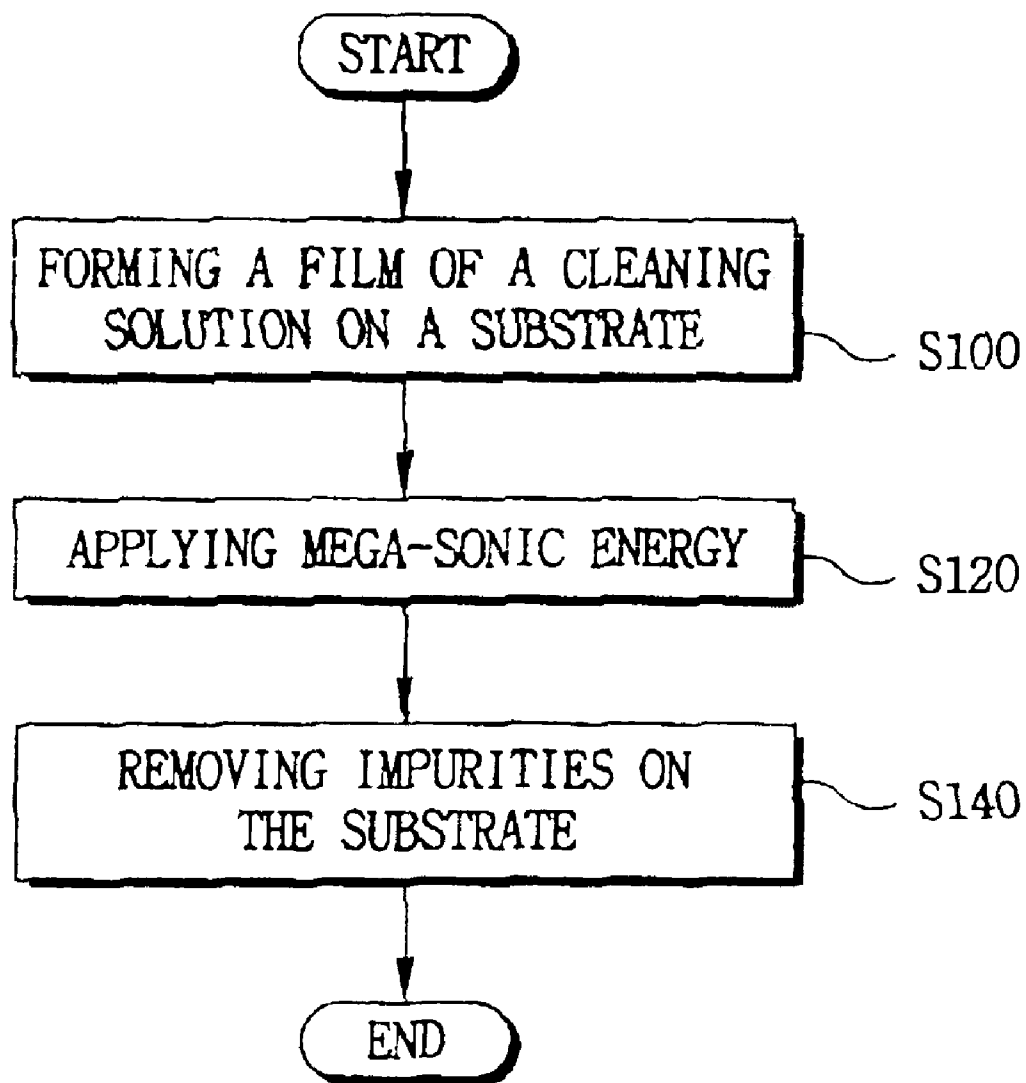 START
FORMING A FILM OF A CLEANING
SOLUTION ON A SUBSTRATE
S100
APPLYING MEGA-SONIC ENERGY
S120
REMOVING IMPURITIES ON
THE SUBSTRATE
S140
END